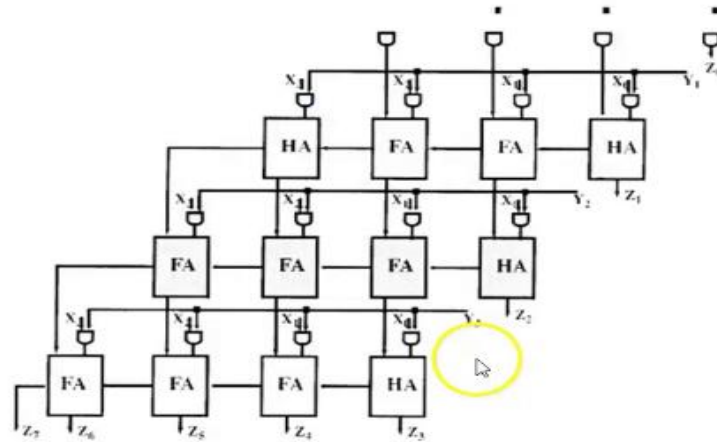 Z₀
X₃ X₂ X₁ X₀ Y₁
HA FA FA HA
Z₁
X₃ X₂ X₁ X₀ Y₂
FA FA FA HA
Z₂
X₃ X₂ X₁ X₀ Y₃
FA FA FA HA
Z₇ Z₆ Z₅ Z₄ Z₃